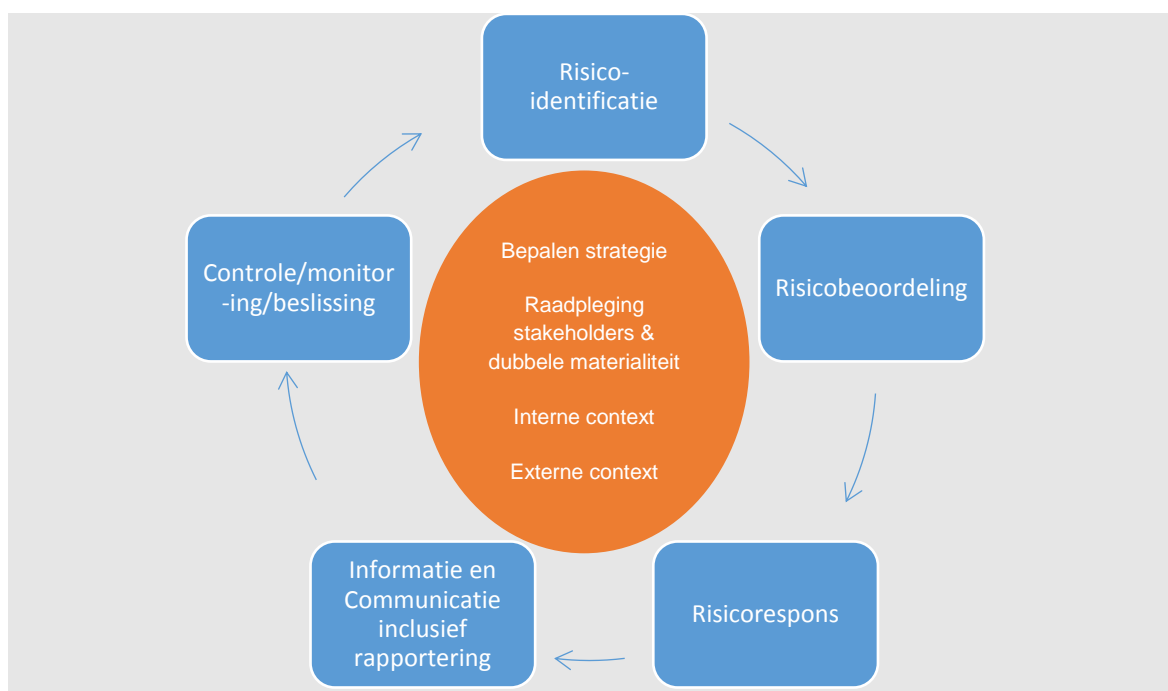 Risico-
identificatie
Risicobeoordeling
Risicorespons
Informatie en
Communicatie
inclusief
rapportering
Controle/monitor
-ing/beslissing
Bepalen strategie
Raadpleging
stakeholders &
dubbele materialiteit
Interne context
Externe context